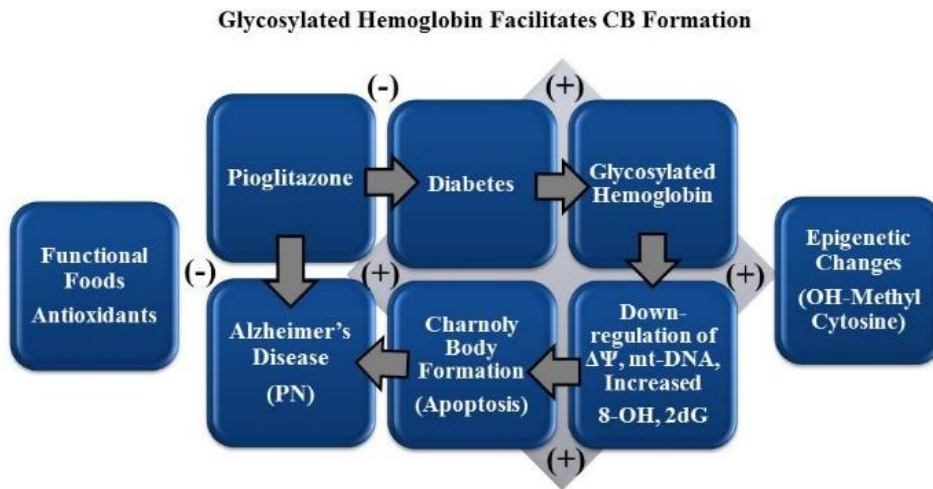 Glycosylated Hemoglobin Facilitates CB Formation
(-)
(+)
Pioglitazone
Diabetes
Glycosylated
Hemoglobin
Functional
Foods
Antioxidants
(-)
(+)
(+)
Epigenetic
Changes
(OH-Methyl
Cytosine)
Alzheimer's
Disease
(PN)
Charnoly
Body
Formation
(Apoptosis)
Down-
regulation of
ΔΨ, mt-DNA,
Increased
8-OH, 2dG
(+)